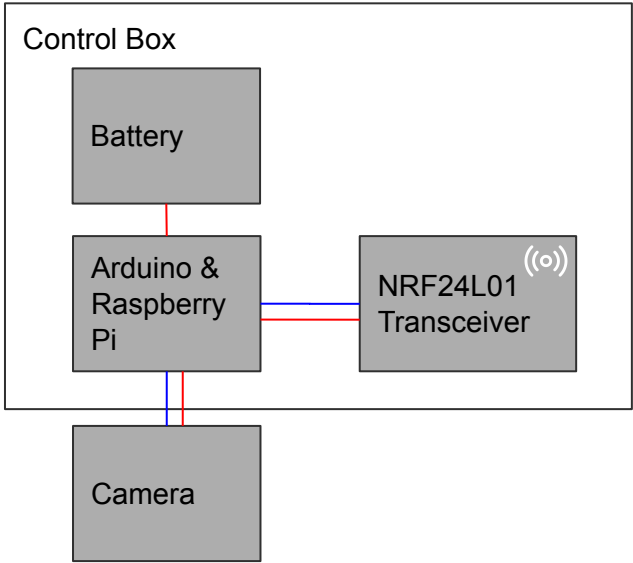 Control Box
Battery
Arduino &
Raspberry
Pi
NRF24L01
Transceiver
Camera